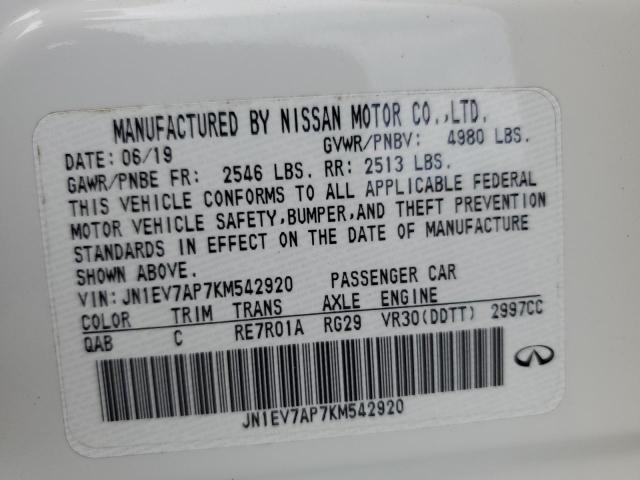 MANUFACTURED BY NISSAN MOTOR CO.,LTD.
DATE: 06/19 GVWR/PNBV: 4980 LBS.
GAWR/PNBE FR: 2546 LBS. RR: 2513 LBS.
THIS VEHICLE CONFORMS TO ALL APPLICABLE FEDERAL
MOTOR VEHICLE SAFETY,BUMPER,AND THEFT PREVENTION
STANDARDS IN EFFECT ON THE DATE OF MANUFACTURE
SHOWN ABOVE.
VIN: JN1EV7AP7KM542920 PASSENGER CAR
COLOR TRIM TRANS AXLE ENGINE
QAB C RE7R01A RG29 VR30(DDTT) 2997CC
JN1EV7AP7KM542920